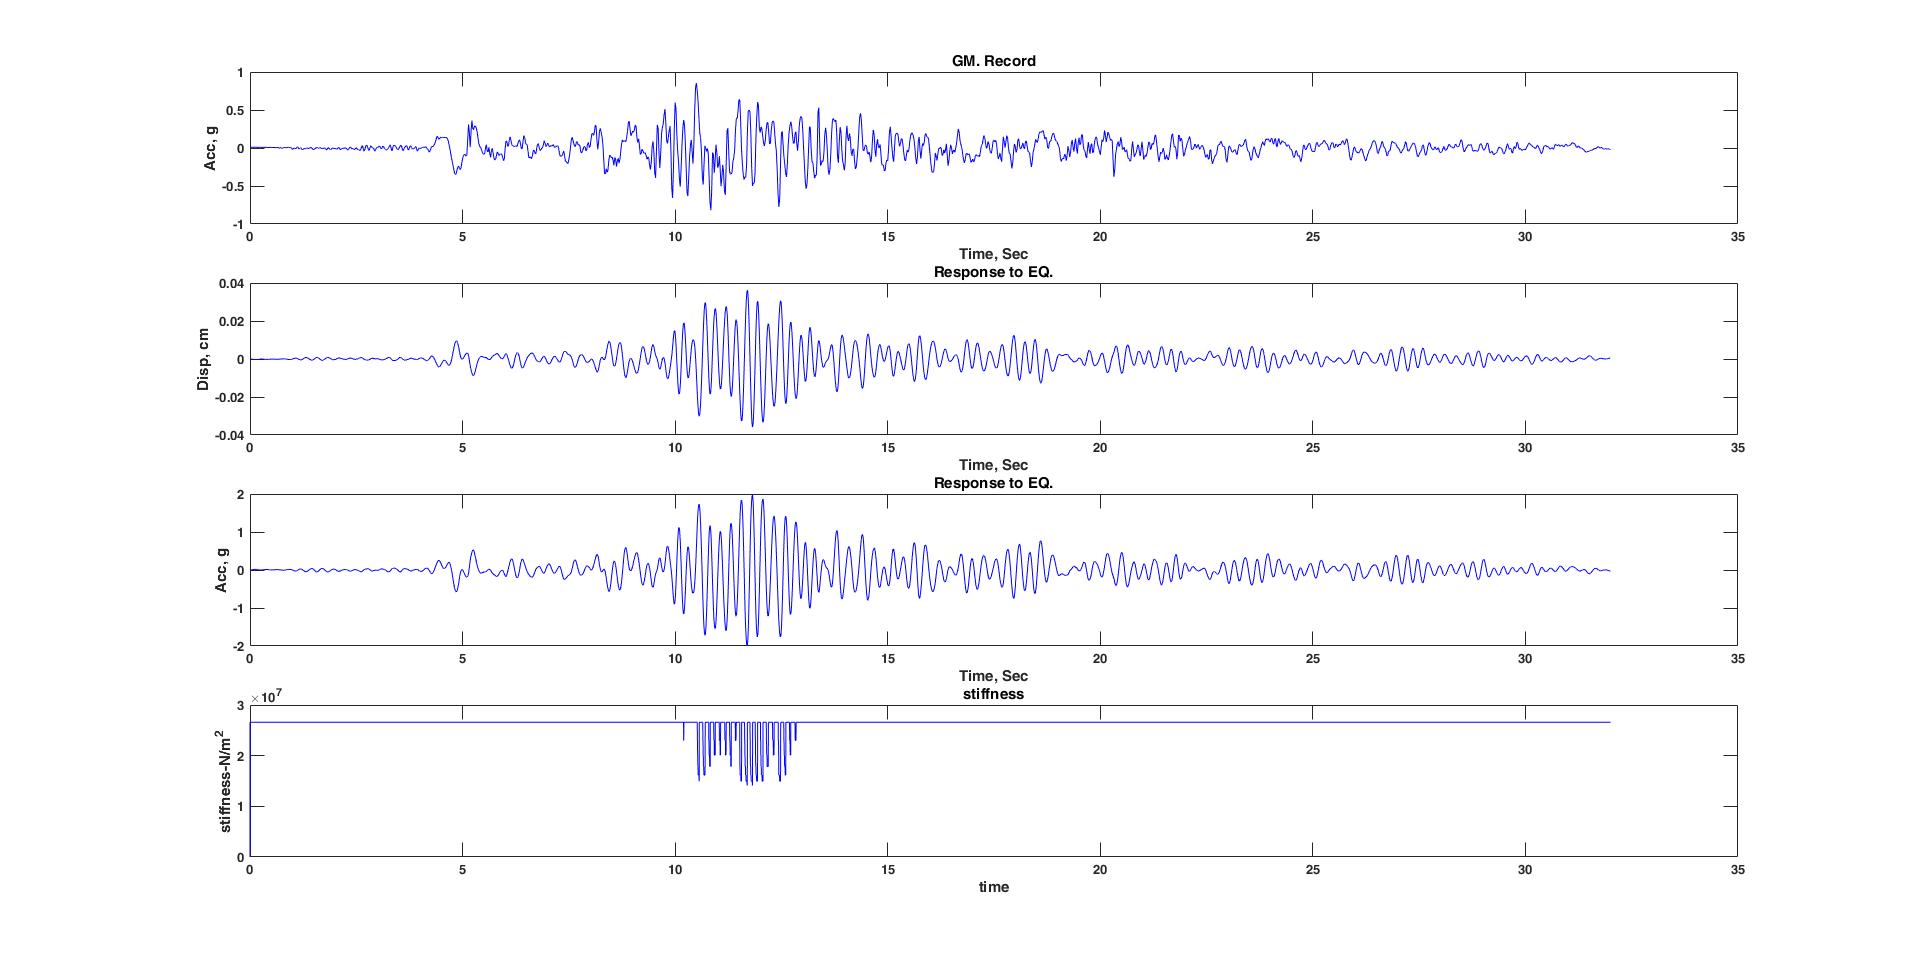 GM. Record
Acc, g
1
0.5
0
-0.5
-1
0 5 10 15 20 25 30 35
Time, Sec
Response to EQ.
Disp, cm
0.04
0.02
0
-0.02
-0.04
0 5 10 15 20 25 30 35
Time, Sec
Response to EQ.
Acc, g
2
1
0
-1
-2
0 5 10 15 20 25 30 35
Time, Sec
stiffness
×10⁷
stiffness-N/m²
3
2
1
0
0 5 10 15 20 25 30 35
time